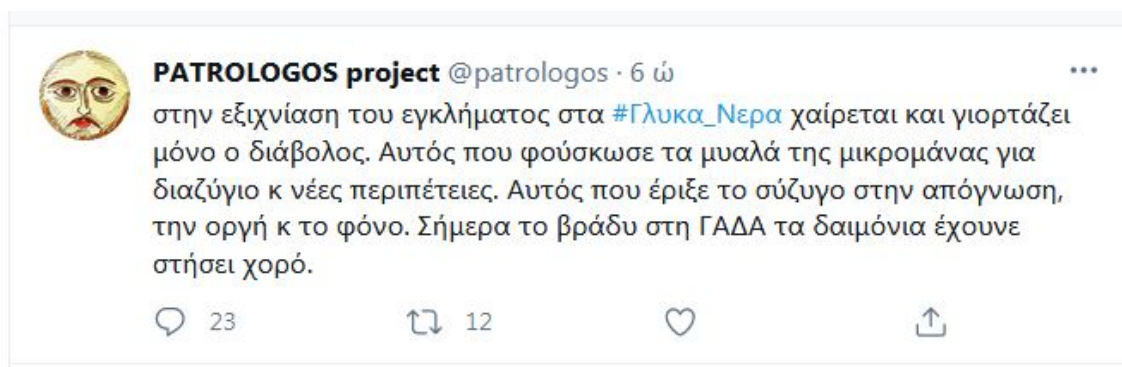 PATROLOGOS project @patrologos · 6 ώ
στην εξιχνίαση του εγκλήματος στα #Γλυκα_Νερα χαίρεται και γιορτάζει
μόνο ο διάβολος. Αυτός που φούσκωσε τα μυαλά της μικρομάνας για
διαζύγιο κ νέες περιπέτειες. Αυτός που έριξε το σύζυγο στην απόγνωση,
την οργή κ το φόνο. Σήμερα το βράδυ στη ΓΑΔΑ τα δαιμόνια έχουνε
στήσει χορό.
23 12